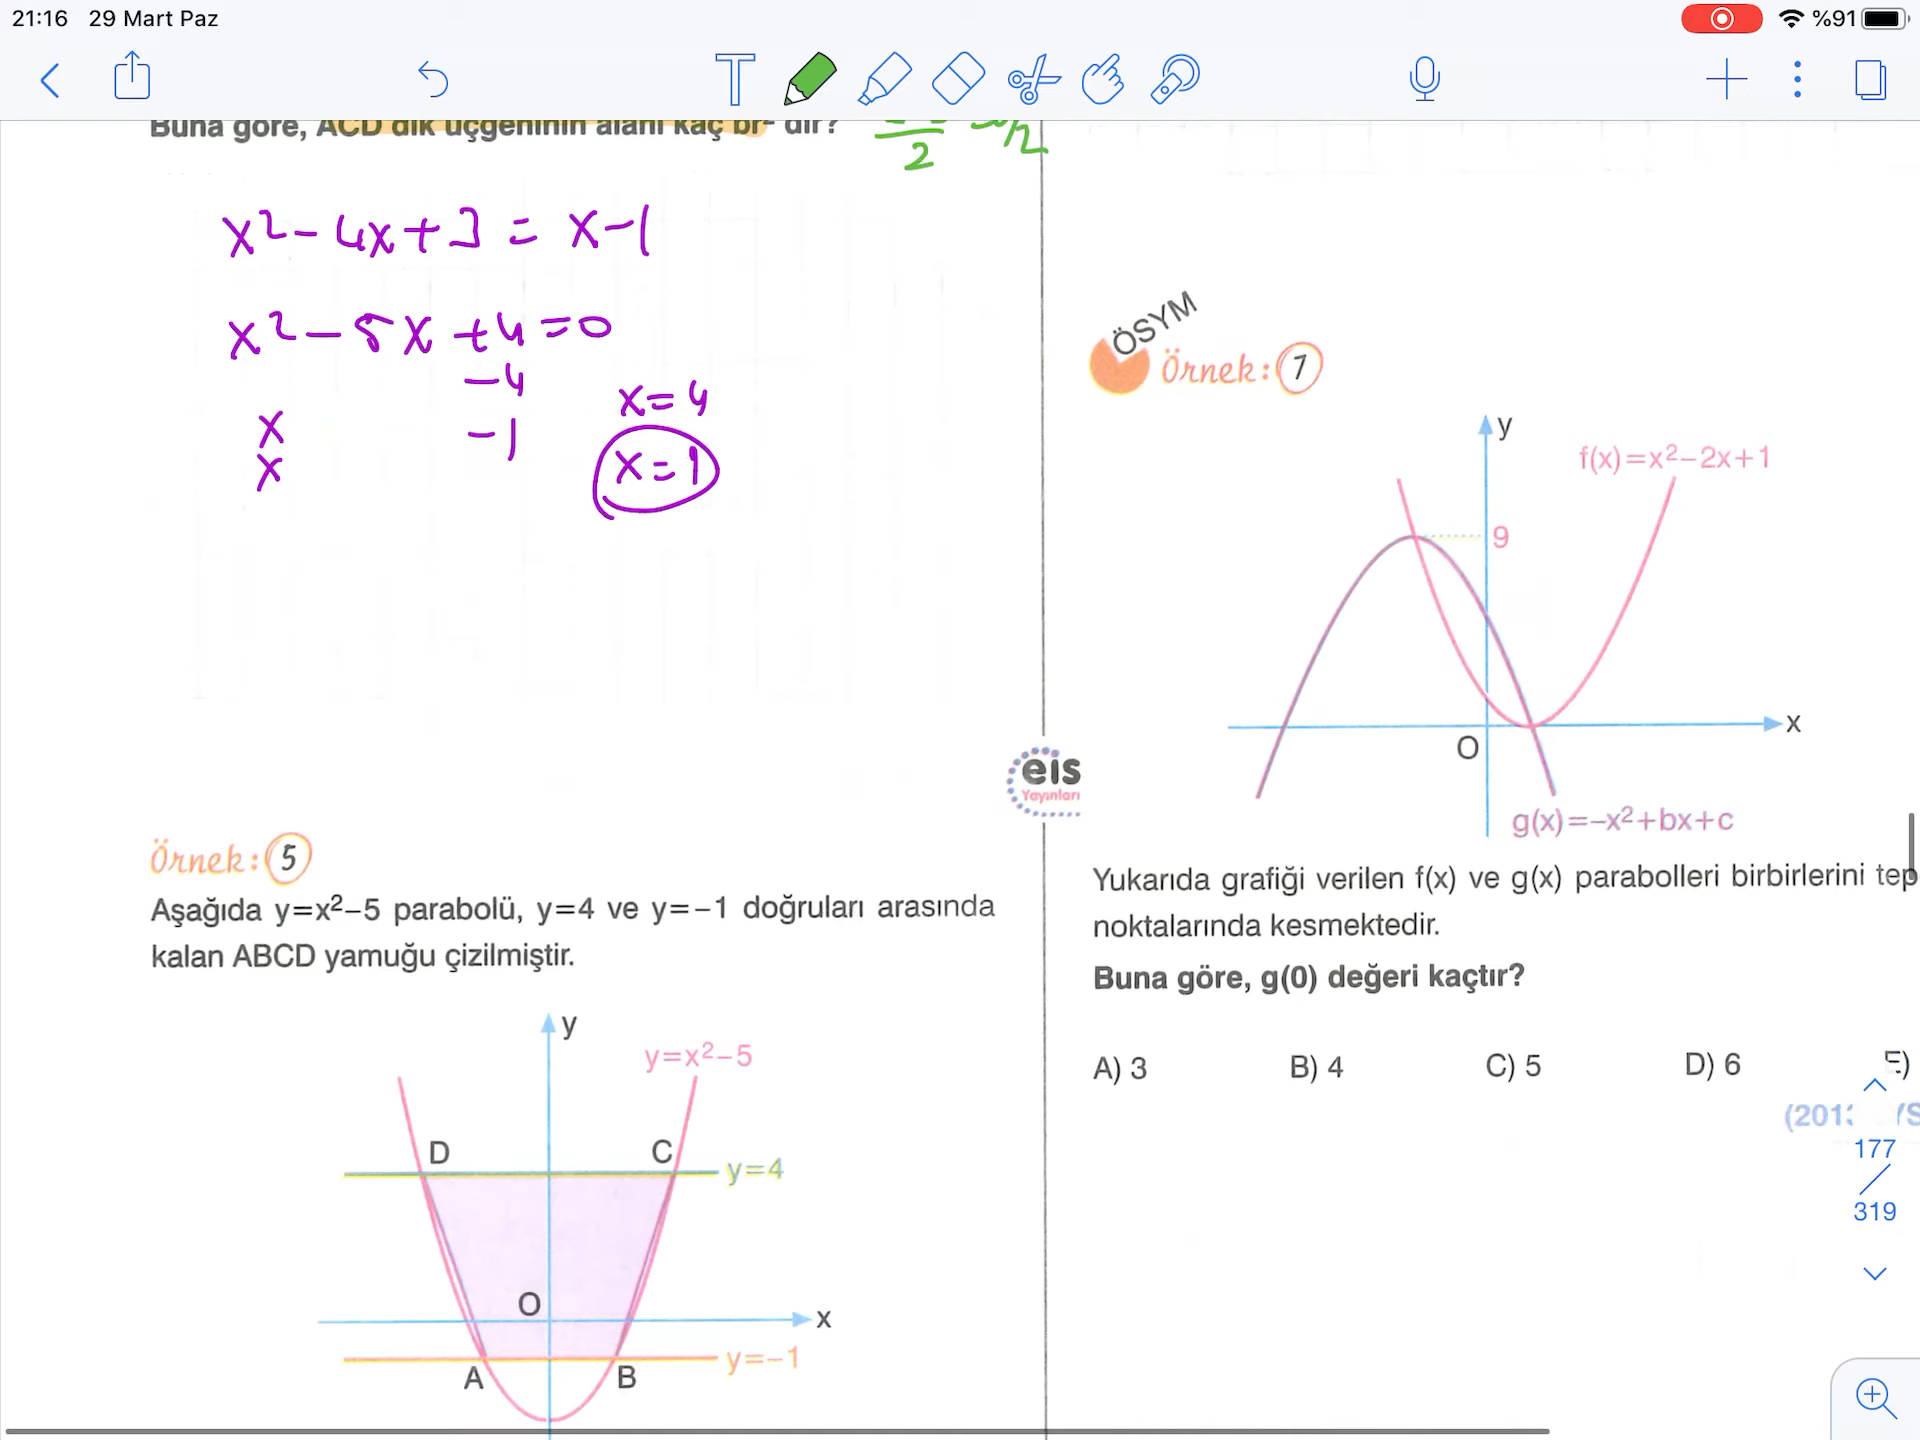 21:16 29 Mart Paz
%91
Buna göre, ACD dik üçgeninin alanı kaç br² dir?
2
x²-4x+3 = x-1
x²-5x+4=0
-4
x -1
x
x=4
x=1
Örnek: 5
Aşağıda y=x²-5 parabolü, y=4 ve y=-1 doğruları arasında
kalan ABCD yamuğu çizilmiştir.
y
y=x²-5
D C
y=4
O
x
y=-1
A B
eis
Yayınları
ÖSYM
Örnek: 7
y
f(x)=x²-2x+1
9
x
O
g(x)=-x²+bx+c
Yukarıda grafiği verilen f(x) ve g(x) parabolleri birbirlerini tep
noktalarında kesmektedir.
Buna göre, g(0) değeri kaçtır?
A) 3 B) 4 C) 5 D) 6 E)
177
319